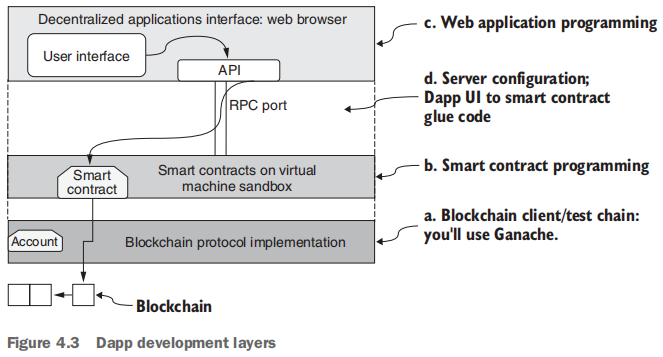 Decentralized applications interface: web browser
User interface
API
RPC port
Smart contract
Smart contracts on virtual
machine sandbox
Account
Blockchain protocol implementation
Blockchain
c. Web application programming
d. Server configuration;
Dapp UI to smart contract
glue code
b. Smart contract programming
a. Blockchain client/test chain:
you'll use Ganache.
Figure 4.3 Dapp development layers